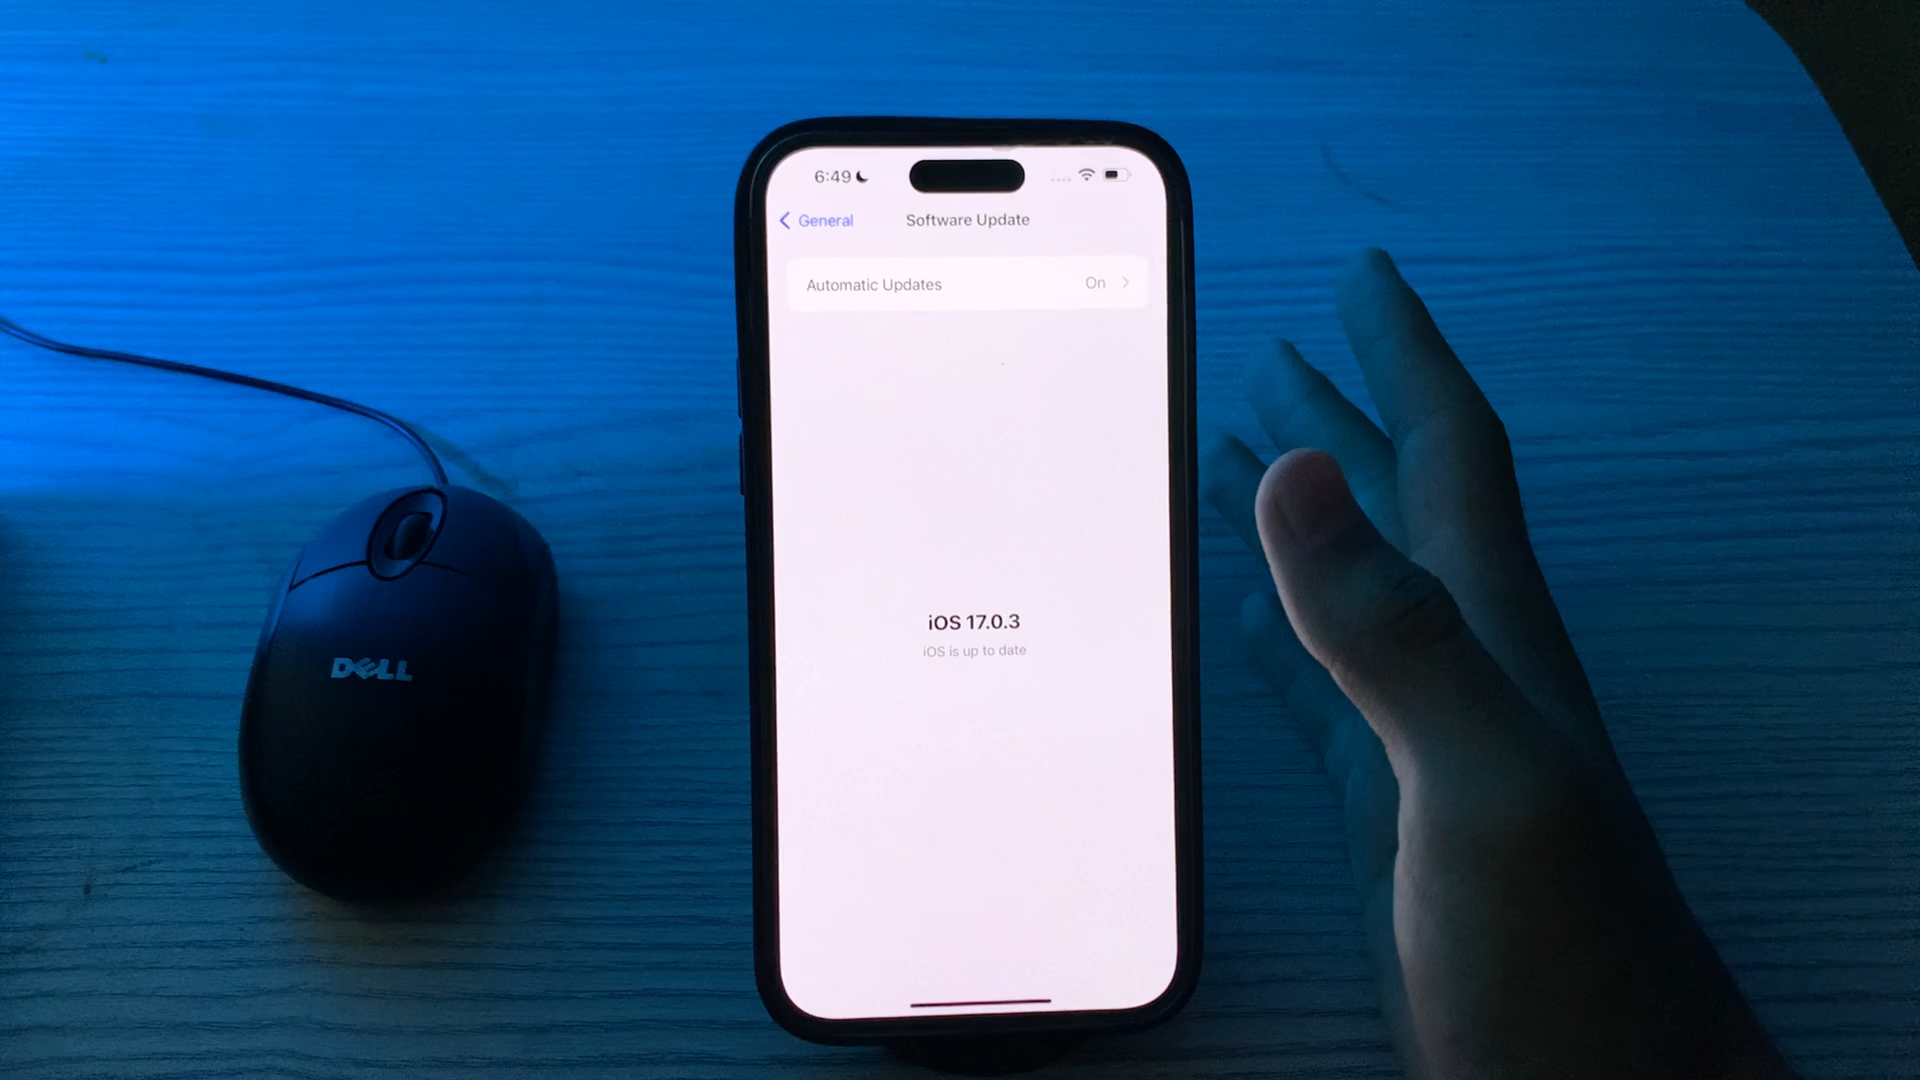 6:49
General
Software Update
Automatic Updates
On
iOS 17.0.3
iOS is up to date
DELL